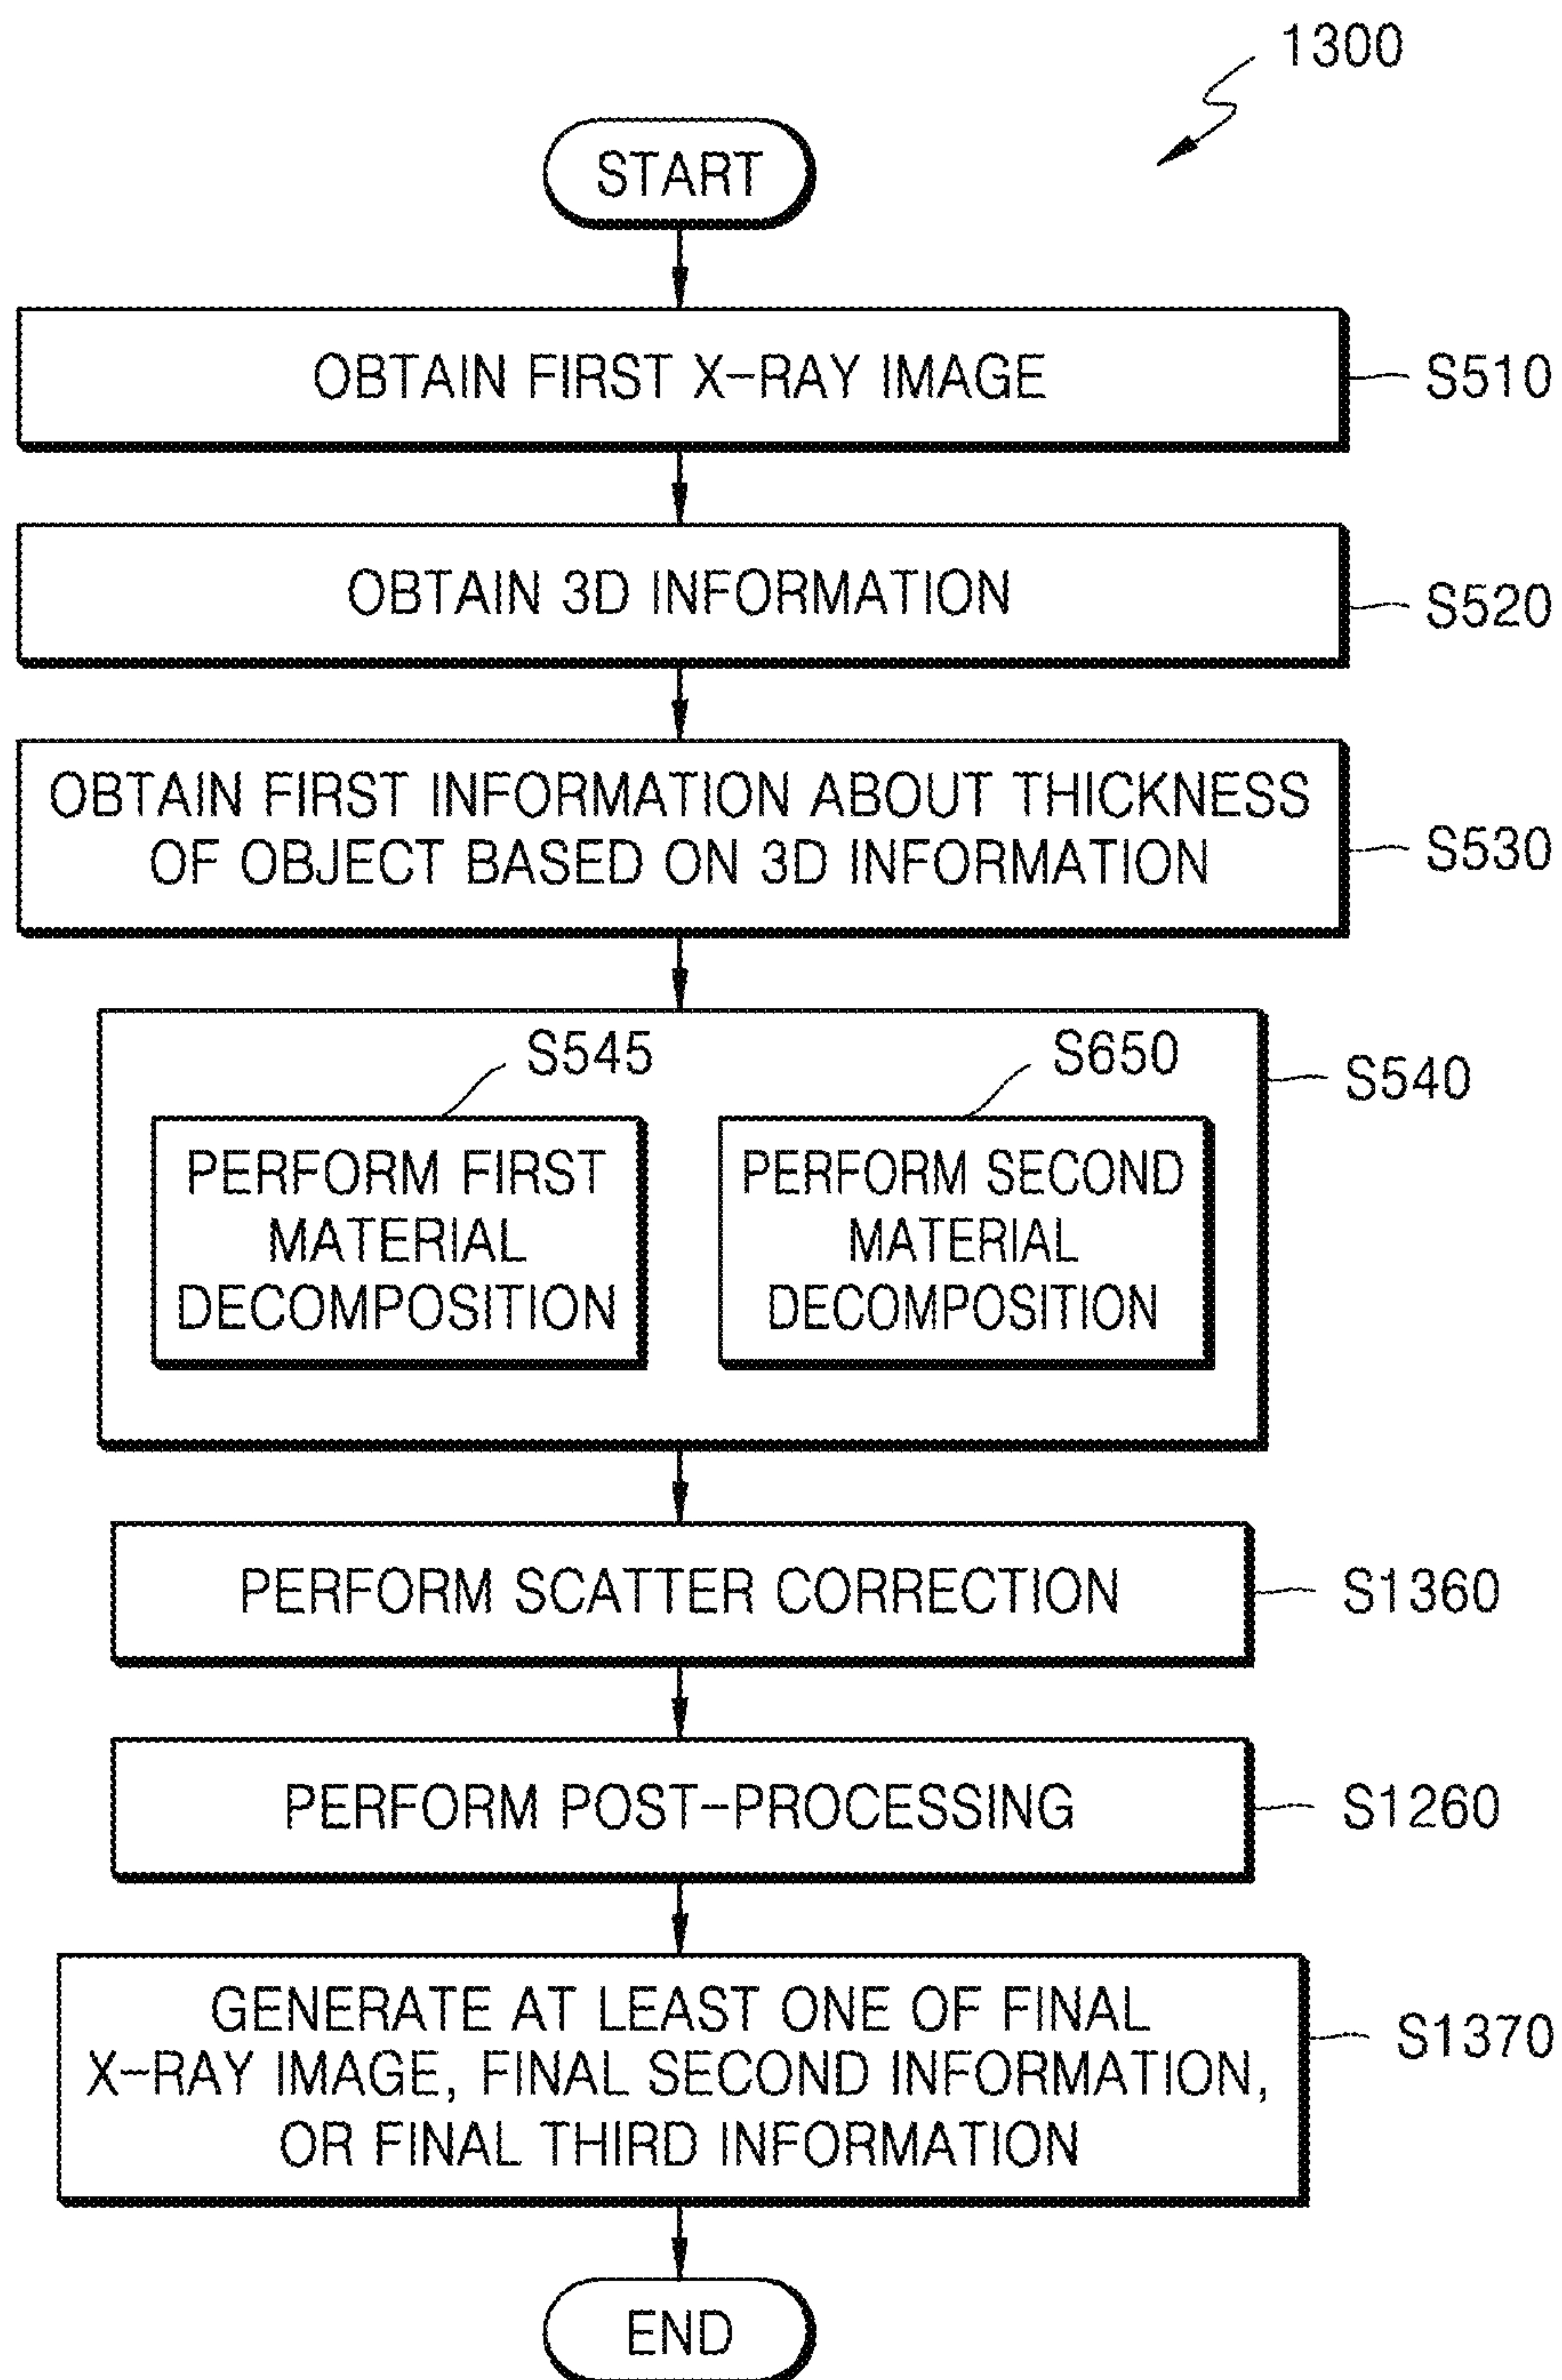 1300
START
OBTAIN FIRST X-RAY IMAGE
S510
OBTAIN 3D INFORMATION
S520
OBTAIN FIRST INFORMATION ABOUT THICKNESS
OF OBJECT BASED ON 3D INFORMATION
S530
S540
S545
PERFORM FIRST
MATERIAL
DECOMPOSITION
S650
PERFORM SECOND
MATERIAL
DECOMPOSITION
PERFORM SCATTER CORRECTION
S1360
PERFORM POST-PROCESSING
S1260
GENERATE AT LEAST ONE OF FINAL
X-RAY IMAGE, FINAL SECOND INFORMATION,
OR FINAL THIRD INFORMATION
S1370
END